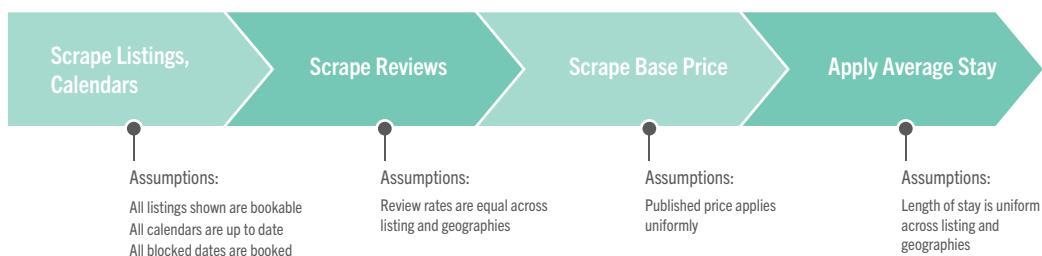 Scrape Listings,
Calendars
Scrape Reviews
Scrape Base Price
Apply Average Stay
Assumptions:
All listings shown are bookable
All calendars are up to date
All blocked dates are booked
Assumptions:
Review rates are equal across
listing and geographies
Assumptions:
Published price applies
uniformly
Assumptions:
Length of stay is uniform
across listing and
geographies